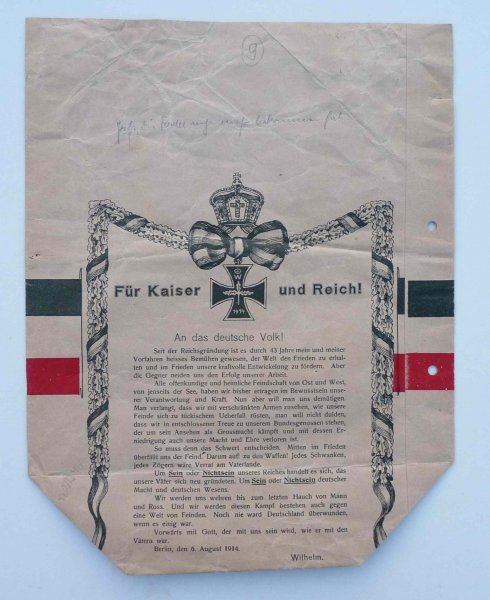 9
Für Kaiser und Reich!
1914
An das deutsche Volk!
Seit der Reichsgründung ist es durch 43 Jahre mein und meiner
Vorfahren heisses Bemühen gewesen, der Welt den Frieden zu erhal-
ten und im Frieden unsere kraftvolle Entwickelung zu fördern. Aber
die Gegner neiden uns den Erfolg unserer Arbeit.
Alle offenkundige und heimliche Feindschaft von Ost und West,
von jenseits der See, haben wir bisher ertragen im Bewusstsein unse-
rer Verantwortung und Kraft. Nun aber will man uns demütigen.
Man verlangt, dass wir mit verschränkten Armen zusehen, wie unsere
Feinde sich zu tückischem Ueberfall rüsten, man will nicht dulden,
dass wir in entschlossener Treue zu unserem Bundesgenossen stehen,
der um sein Ansehen als Grossmacht kämpft und mit dessen Er-
niedrigung auch unsere Macht und Ehre verloren ist.
So muss denn das Schwert entscheiden. Mitten im Frieden
überfällt uns der Feind. Darum auf! zu den Waffen! Jedes Schwanken,
jedes Zögern wäre Verrat am Vaterlande.
Um Sein oder Nichtsein unseres Reiches handelt es sich, das
unsere Väter sich neu gründeten. Um Sein oder Nichtsein deutscher
Macht und deutschen Wesens.
Wir werden uns wehren bis zum letzten Hauch von Mann
und Ross. Und wir werden diesen Kampf bestehen auch gegen
eine Welt von Feinden. Noch nie ward Deutschland überwunden,
wenn es einig war.
Vorwärts mit Gott, der mit uns sein wird, wie er mit den
Vätern war.
Berlin, den 6. August 1914.
Wilhelm.